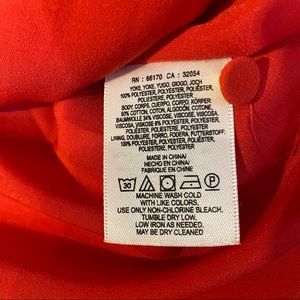 RN : 66170 CA : 32054
YOKE, YOKE, YUGO, GIOGO, JOCH
100% POLYESTER, POLYESTER, POLIÉSTER,
POLIESTERE, POLYESTER
BODY, CORPS, CUERPO, CORPO, KÖRPER
60% COTTON, COTON, ALGODÓN, COTONE,
BAUMWOLLE 34% VISCOSE, VISCOSE,
VISCOSA, VISKOSE 6% POLYESTER, POLYESTER,
POLIÉSTER, POLIESTERE, POLYESTER
LINING, DOUBLURE, FORRO, FODERA, FUTTERSTOFF
100% POLYESTER, POLYESTER, POLIÉSTER,
POLIESTERE, POLYESTER
MADE IN CHINA/
HECHO EN CHINA/
FABRIQUÉ EN CHINE
30 P
MACHINE WASH COLD
WITH LIKE COLORS.
USE ONLY NON-CHLORINE BLEACH.
TUMBLE DRY LOW.
LOW IRON AS NEEDED.
MAY BE DRY CLEANED